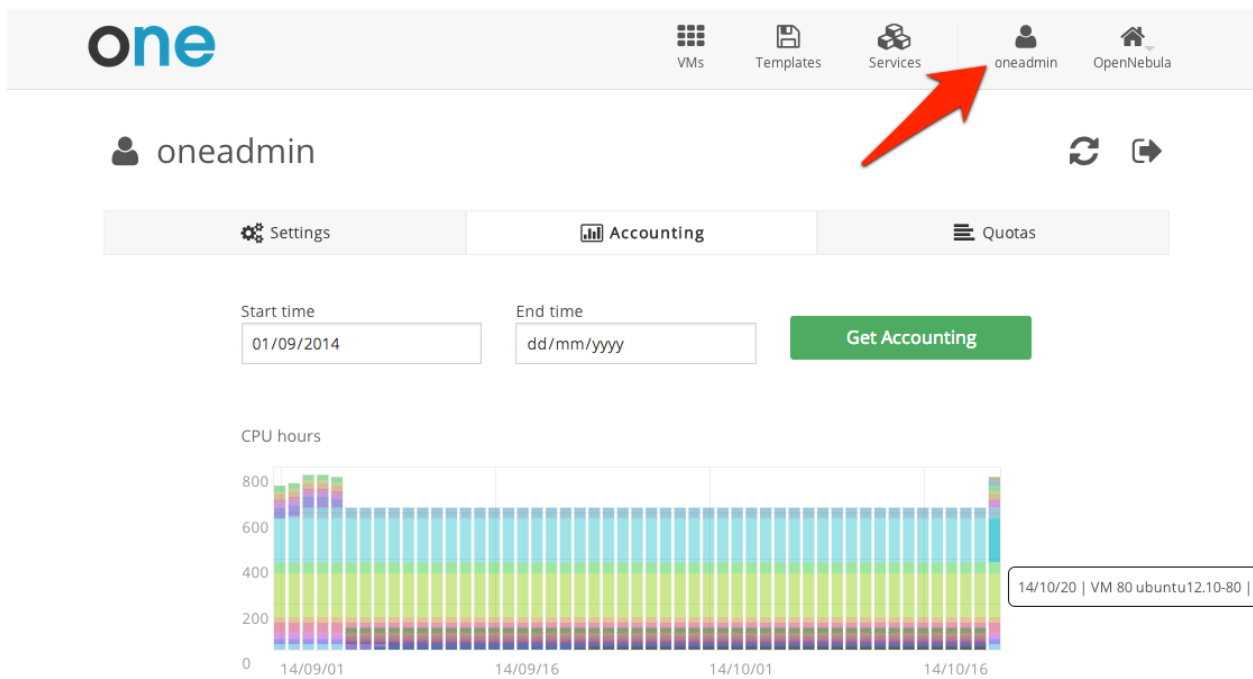 one
VMs Templates Services oneadmin OpenNebula
oneadmin
Settings Accounting Quotas
Start time End time
01/09/2014 dd/mm/yyyy Get Accounting
CPU hours
800
600
400
14/10/20 | VM 80 ubuntu12.10-80 |
200
0
14/09/01 14/09/16 14/10/01 14/10/16